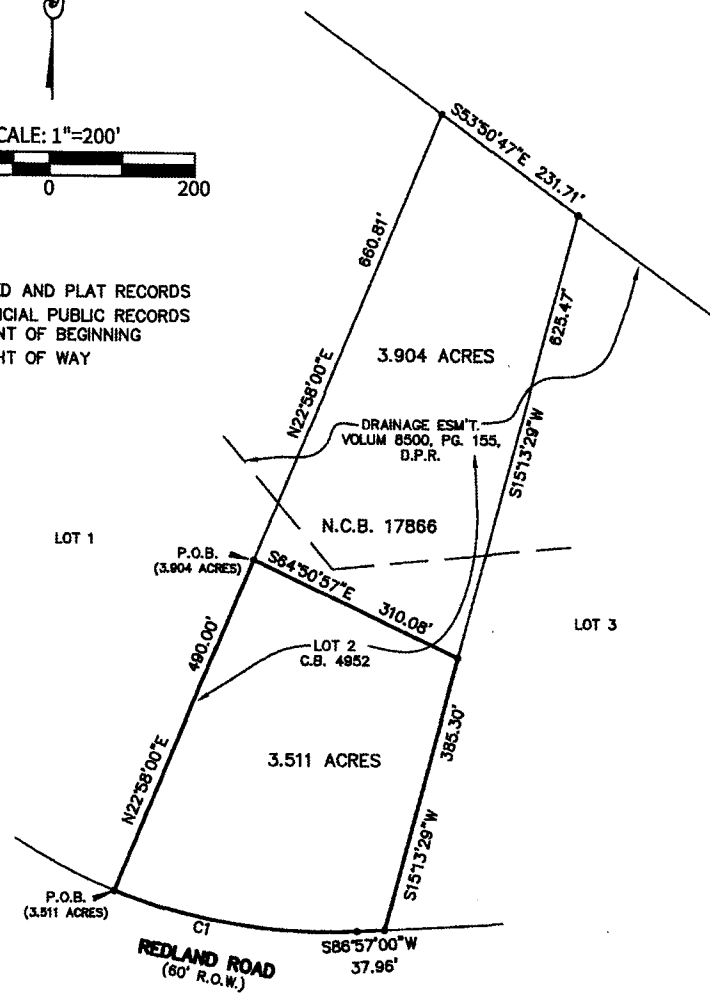 CALE: 1"=200'
0 200
ED AND PLAT RECORDS
ICIAL PUBLIC RECORDS
NT OF BEGINNING
HT OF WAY
S53°50'47"E 231.71'
660.81'
N22°58'00"E
625.47'
S15°13'29"W
3.904 ACRES
DRAINAGE ESM'T.
VOLUM 8500, PG. 155,
D.P.R.
N.C.B. 17866
LOT 1
P.O.B.
(3.904 ACRES)
S64°50'57"E 310.08'
LOT 3
490.00'
N22°58'00"E
LOT 2
C.B. 4952
385.30'
S15°13'29"W
3.511 ACRES
P.O.B.
(3.511 ACRES)
C1
S86°57'00"W
37.96'
REDLAND ROAD
(60' R.O.W.)